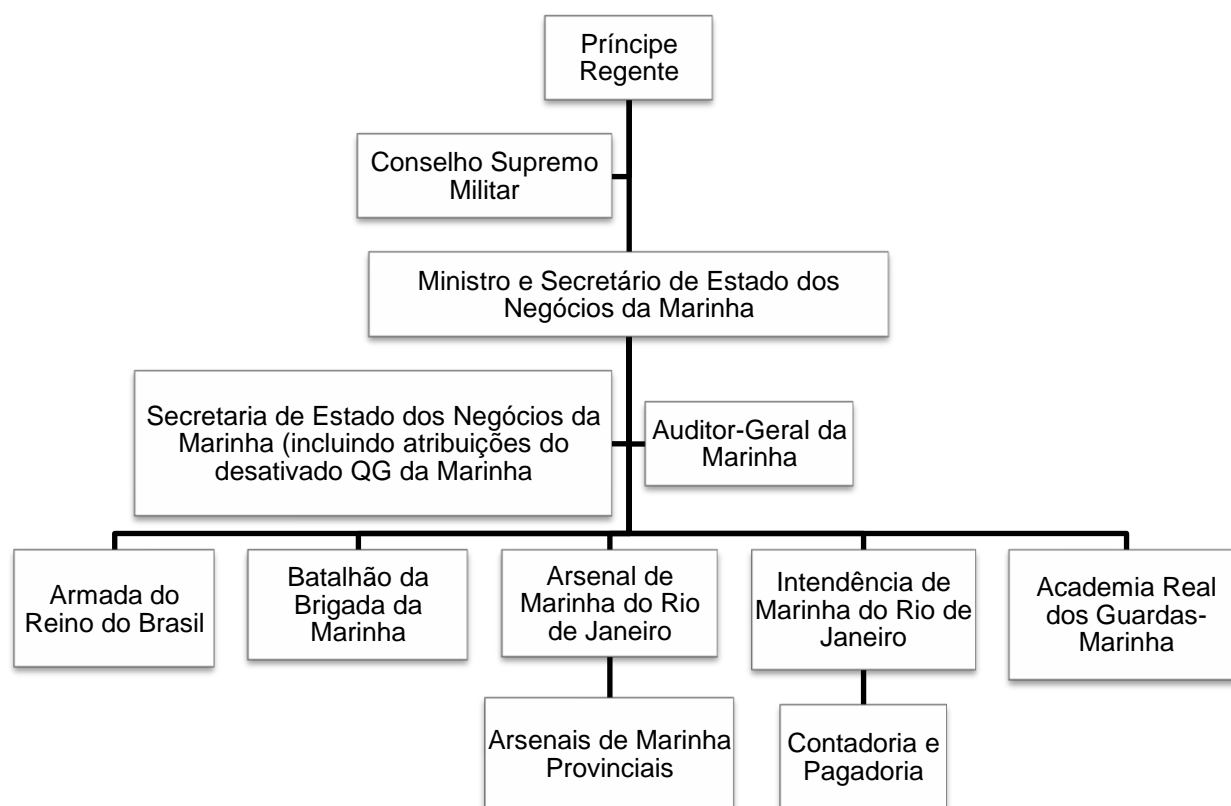 Príncipe
Regente
Conselho Supremo
Militar
Ministro e Secretário de Estado dos
Negócios da Marinha
Secretaria de Estado dos Negócios da
Marinha (incluindo atribuições do
desativado QG da Marinha
Auditor-Geral da
Marinha
Armada do
Reino do Brasil
Batalhão da
Brigada da
Marinha
Arsenal de
Marinha do Rio
de Janeiro
Intendência de
Marinha do Rio de
Janeiro
Academia Real
dos Guardas-
Marinha
Arsenais de Marinha
Provinciais
Contadoria e
Pagadoria